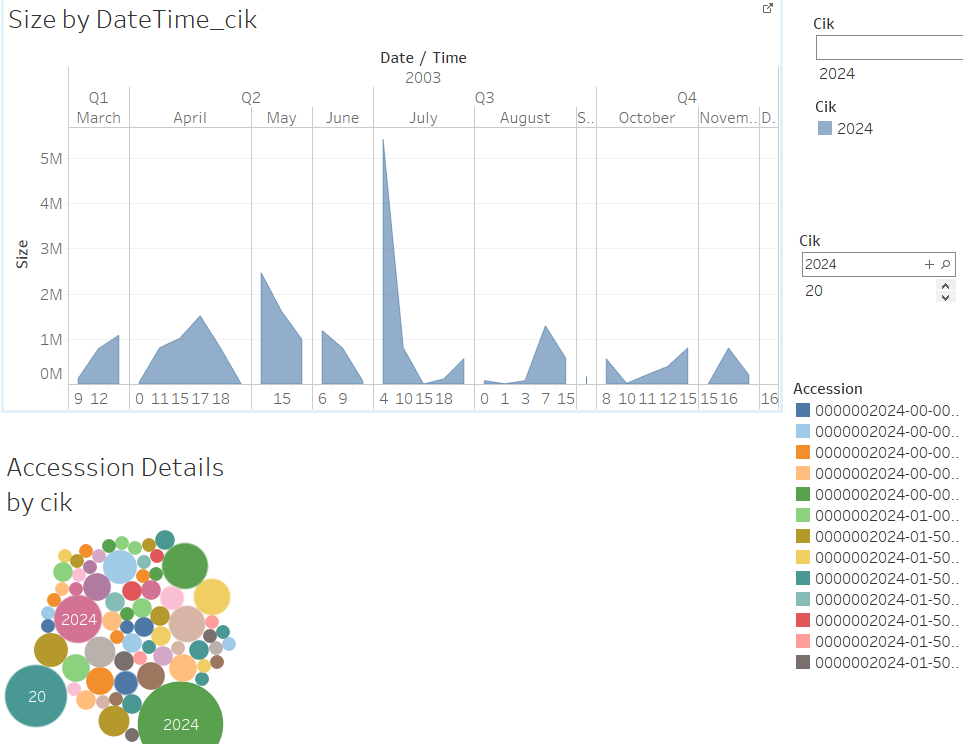 Size by DateTime_cik
Date / Time
2003
Q1 Q2 Q3 Q4
March April May June July August S.. October Novem.. D.
5M
4M
3M
2M
1M
0M
Size
9 12 0 11 15 17 18 15 6 9 4 10 15 18 0 1 3 7 15 8 10 11 12 15 15 16 16
Cik
2024
Cik
2024
Cik
2024
20
Accession
0000002024-00-00..
0000002024-00-00..
0000002024-00-00..
0000002024-00-00..
0000002024-00-00..
0000002024-01-00..
0000002024-01-50..
0000002024-01-50..
0000002024-01-50..
0000002024-01-50..
0000002024-01-50..
0000002024-01-50..
0000002024-01-50..
Accesssion Details
by cik
2024
20
2024